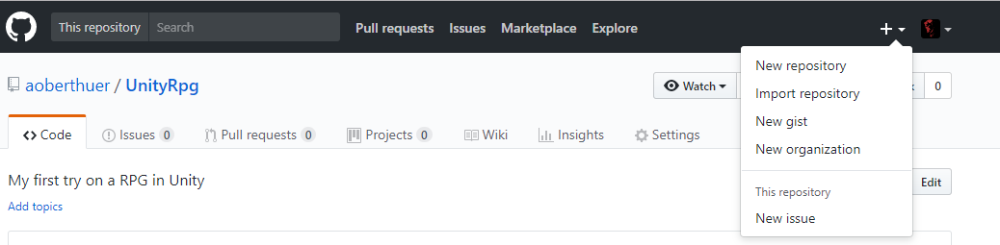 This repository Search Pull requests Issues Marketplace Explore
New repository
Import repository
New gist
New organization
This repository
New issue
aoberthuer / UnityRpg Watch 0
Code Issues 0 Pull requests 0 Projects 0 Wiki Insights Settings
My first try on a RPG in Unity Edit
Add topics